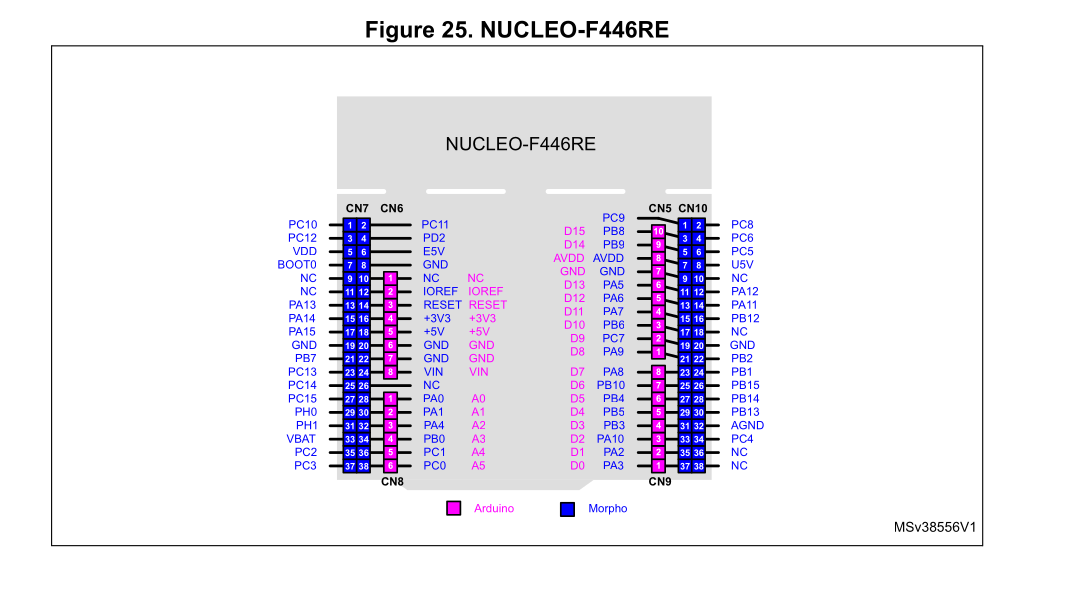 Figure 25. NUCLEO-F446RE
NUCLEO-F446RE
CN7 CN6 CN5 CN10
PC9
PC10 1 2 PC11 1 2 PC8
D15 PB8 10
PC12 3 4 PD2 3 4 PC6
D14 PB9 9
VDD 5 6 E5V 5 6 PC5
AVDD AVDD 8
BOOT0 7 8 GND 7 8 U5V
GND GND 7
NC 9 10 1 NC NC 9 10 NC
D13 PA5 6
NC 11 12 2 IOREF IOREF 11 12 PA12
D12 PA6 5
PA13 13 14 3 RESET RESET 13 14 PA11
D11 PA7 4
PA14 15 16 4 +3V3 +3V3 15 16 PB12
D10 PB6 3
PA15 17 18 5 +5V +5V 17 18 NC
D9 PC7 2
GND 19 20 6 GND GND 19 20 GND
D8 PA9 1
PB7 21 22 7 GND GND 21 22 PB2
PC13 23 24 8 VIN VIN D7 PA8 8 23 24 PB1
PC14 25 26 NC D6 PB10 7 25 26 PB15
PC15 27 28 1 PA0 A0 D5 PB4 6 27 28 PB14
PH0 29 30 2 PA1 A1 D4 PB5 5 29 30 PB13
PH1 31 32 3 PA4 A2 D3 PB3 4 31 32 AGND
VBAT 33 34 4 PB0 A3 D2 PA10 3 33 34 PC4
PC2 35 36 5 PC1 A4 D1 PA2 2 35 36 NC
PC3 37 38 6 PC0 A5 D0 PA3 1 37 38 NC
CN8 CN9
Arduino Morpho
MSv38556V1